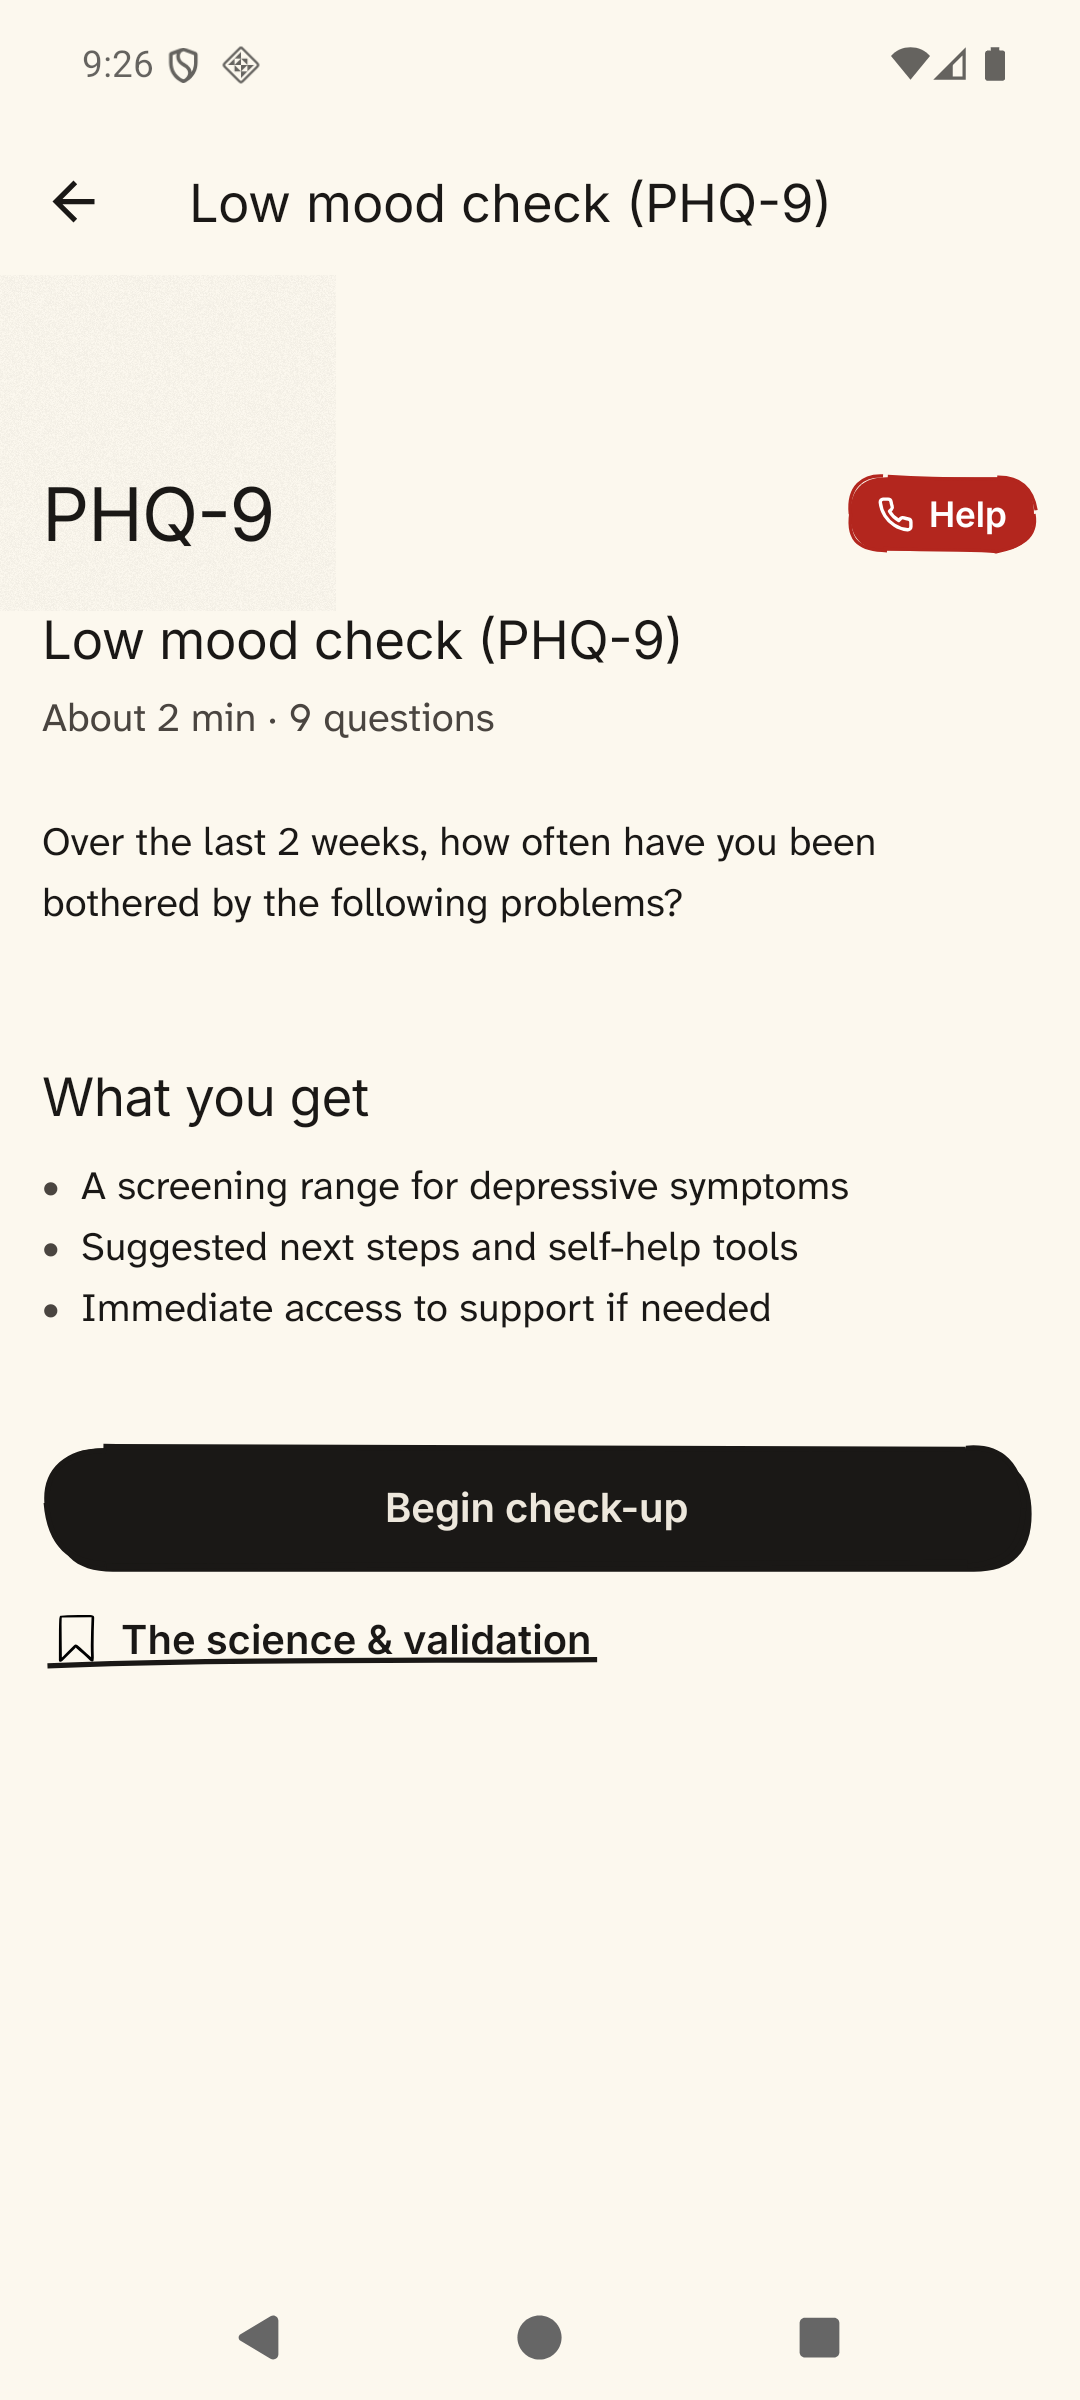 9:26
Low mood check (PHQ-9)
PHQ-9
Help
Low mood check (PHQ-9)
About 2 min · 9 questions
Over the last 2 weeks, how often have you been
bothered by the following problems?
What you get
• A screening range for depressive symptoms
• Suggested next steps and self-help tools
• Immediate access to support if needed
Begin check-up
The science & validation